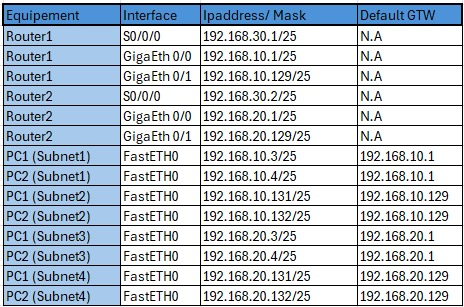 Equipement Interface Ipaddress/ Mask Default GTW
Router1 S0/0/0 192.168.30.1/25 N.A
Router1 GigaEth 0/0 192.168.10.1/25 N.A
Router1 GigaEth 0/1 192.168.10.129/25 N.A
Router2 S0/0/0 192.168.30.2/25 N.A
Router2 GigaEth 0/0 192.168.20.1/25 N.A
Router2 GigaEth 0/1 192.168.20.129/25 N.A
PC1 (Subnet1) FastETH0 192.168.10.3/25 192.168.10.1
PC2 (Subnet1) FastETH0 192.168.10.4/25 192.168.10.1
PC1 (Subnet2) FastETH0 192.168.10.131/25 192.168.10.129
PC2 (Subnet2) FastETH0 192.168.10.132/25 192.168.10.129
PC1 (Subnet3) FastETH0 192.168.20.3/25 192.168.20.1
PC2 (Subnet3) FastETH0 192.168.20.4/25 192.168.20.1
PC1 (Subnet4) FastETH0 192.168.20.131/25 192.168.20.129
PC2 (Subnet4) FastETH0 192.168.20.132/25 192.168.20.129